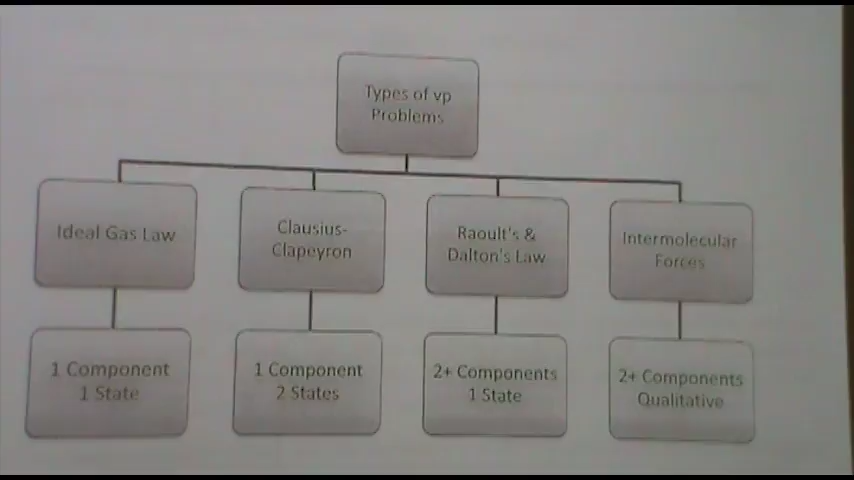 Types of vp
Problems
Ideal Gas Law
Clausius-
Clapeyron
Raoult's &
Dalton's Law
Intermolecular
Forces
1 Component
1 State
1 Component
2 States
2+ Components
1 State
2+ Components
Qualitative